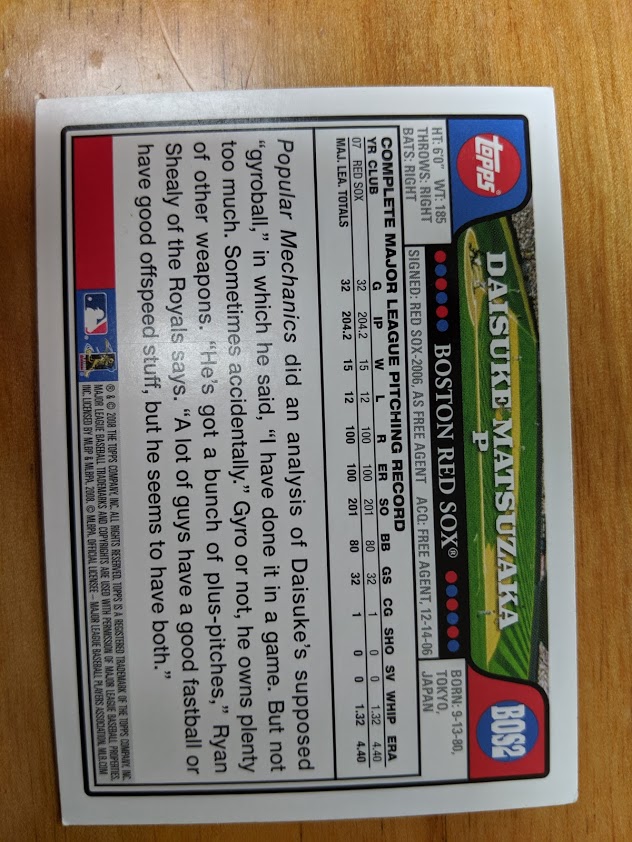 topps
DAISUKE MATSUZAKA
P
BOS2
HT: 6'0" WT: 185
THROWS: RIGHT
BATS: RIGHT
BOSTON RED SOX®
BORN: 9-13-80,
TOKYO,
JAPAN
SIGNED: RED SOX-2006, AS FREE AGENT ACQ: FREE AGENT, 12-14-06
COMPLETE MAJOR LEAGUE PITCHING RECORD
YR CLUB G IP W L R ER SO BB GS CG SHO SV WHIP ERA
07 RED SOX 32 204.2 15 12 100 100 201 80 32 1 0 0 1.32 4.40
MAJ. LEA. TOTALS 32 204.2 15 12 100 100 201 80 32 1 0 0 1.32 4.40
Popular Mechanics did an analysis of Daisuke's supposed
"gyroball," in which he said, "I have done it in a game. But not
too much. Sometimes accidentally." Gyro or not, he owns plenty
of other weapons. "He's got a bunch of plus-pitches," Ryan
Shealy of the Royals says. "A lot of guys have a good fastball or
have good offspeed stuff, but he seems to have both."
® & © 2008 THE TOPPS COMPANY, INC. ALL RIGHTS RESERVED. TOPPS IS A REGISTERED TRADEMARK OF THE TOPPS COMPANY, INC.
MAJOR LEAGUE BASEBALL TRADEMARKS AND COPYRIGHTS ARE USED WITH PERMISSION OF MAJOR LEAGUE BASEBALL PROPERTIES,
INC. LICENSED BY MLBP & MLBPA, 2008. © MLBPA, OFFICIAL LICENSEE – MAJOR LEAGUE BASEBALL PLAYERS ASSOCIATION. MLB.COM